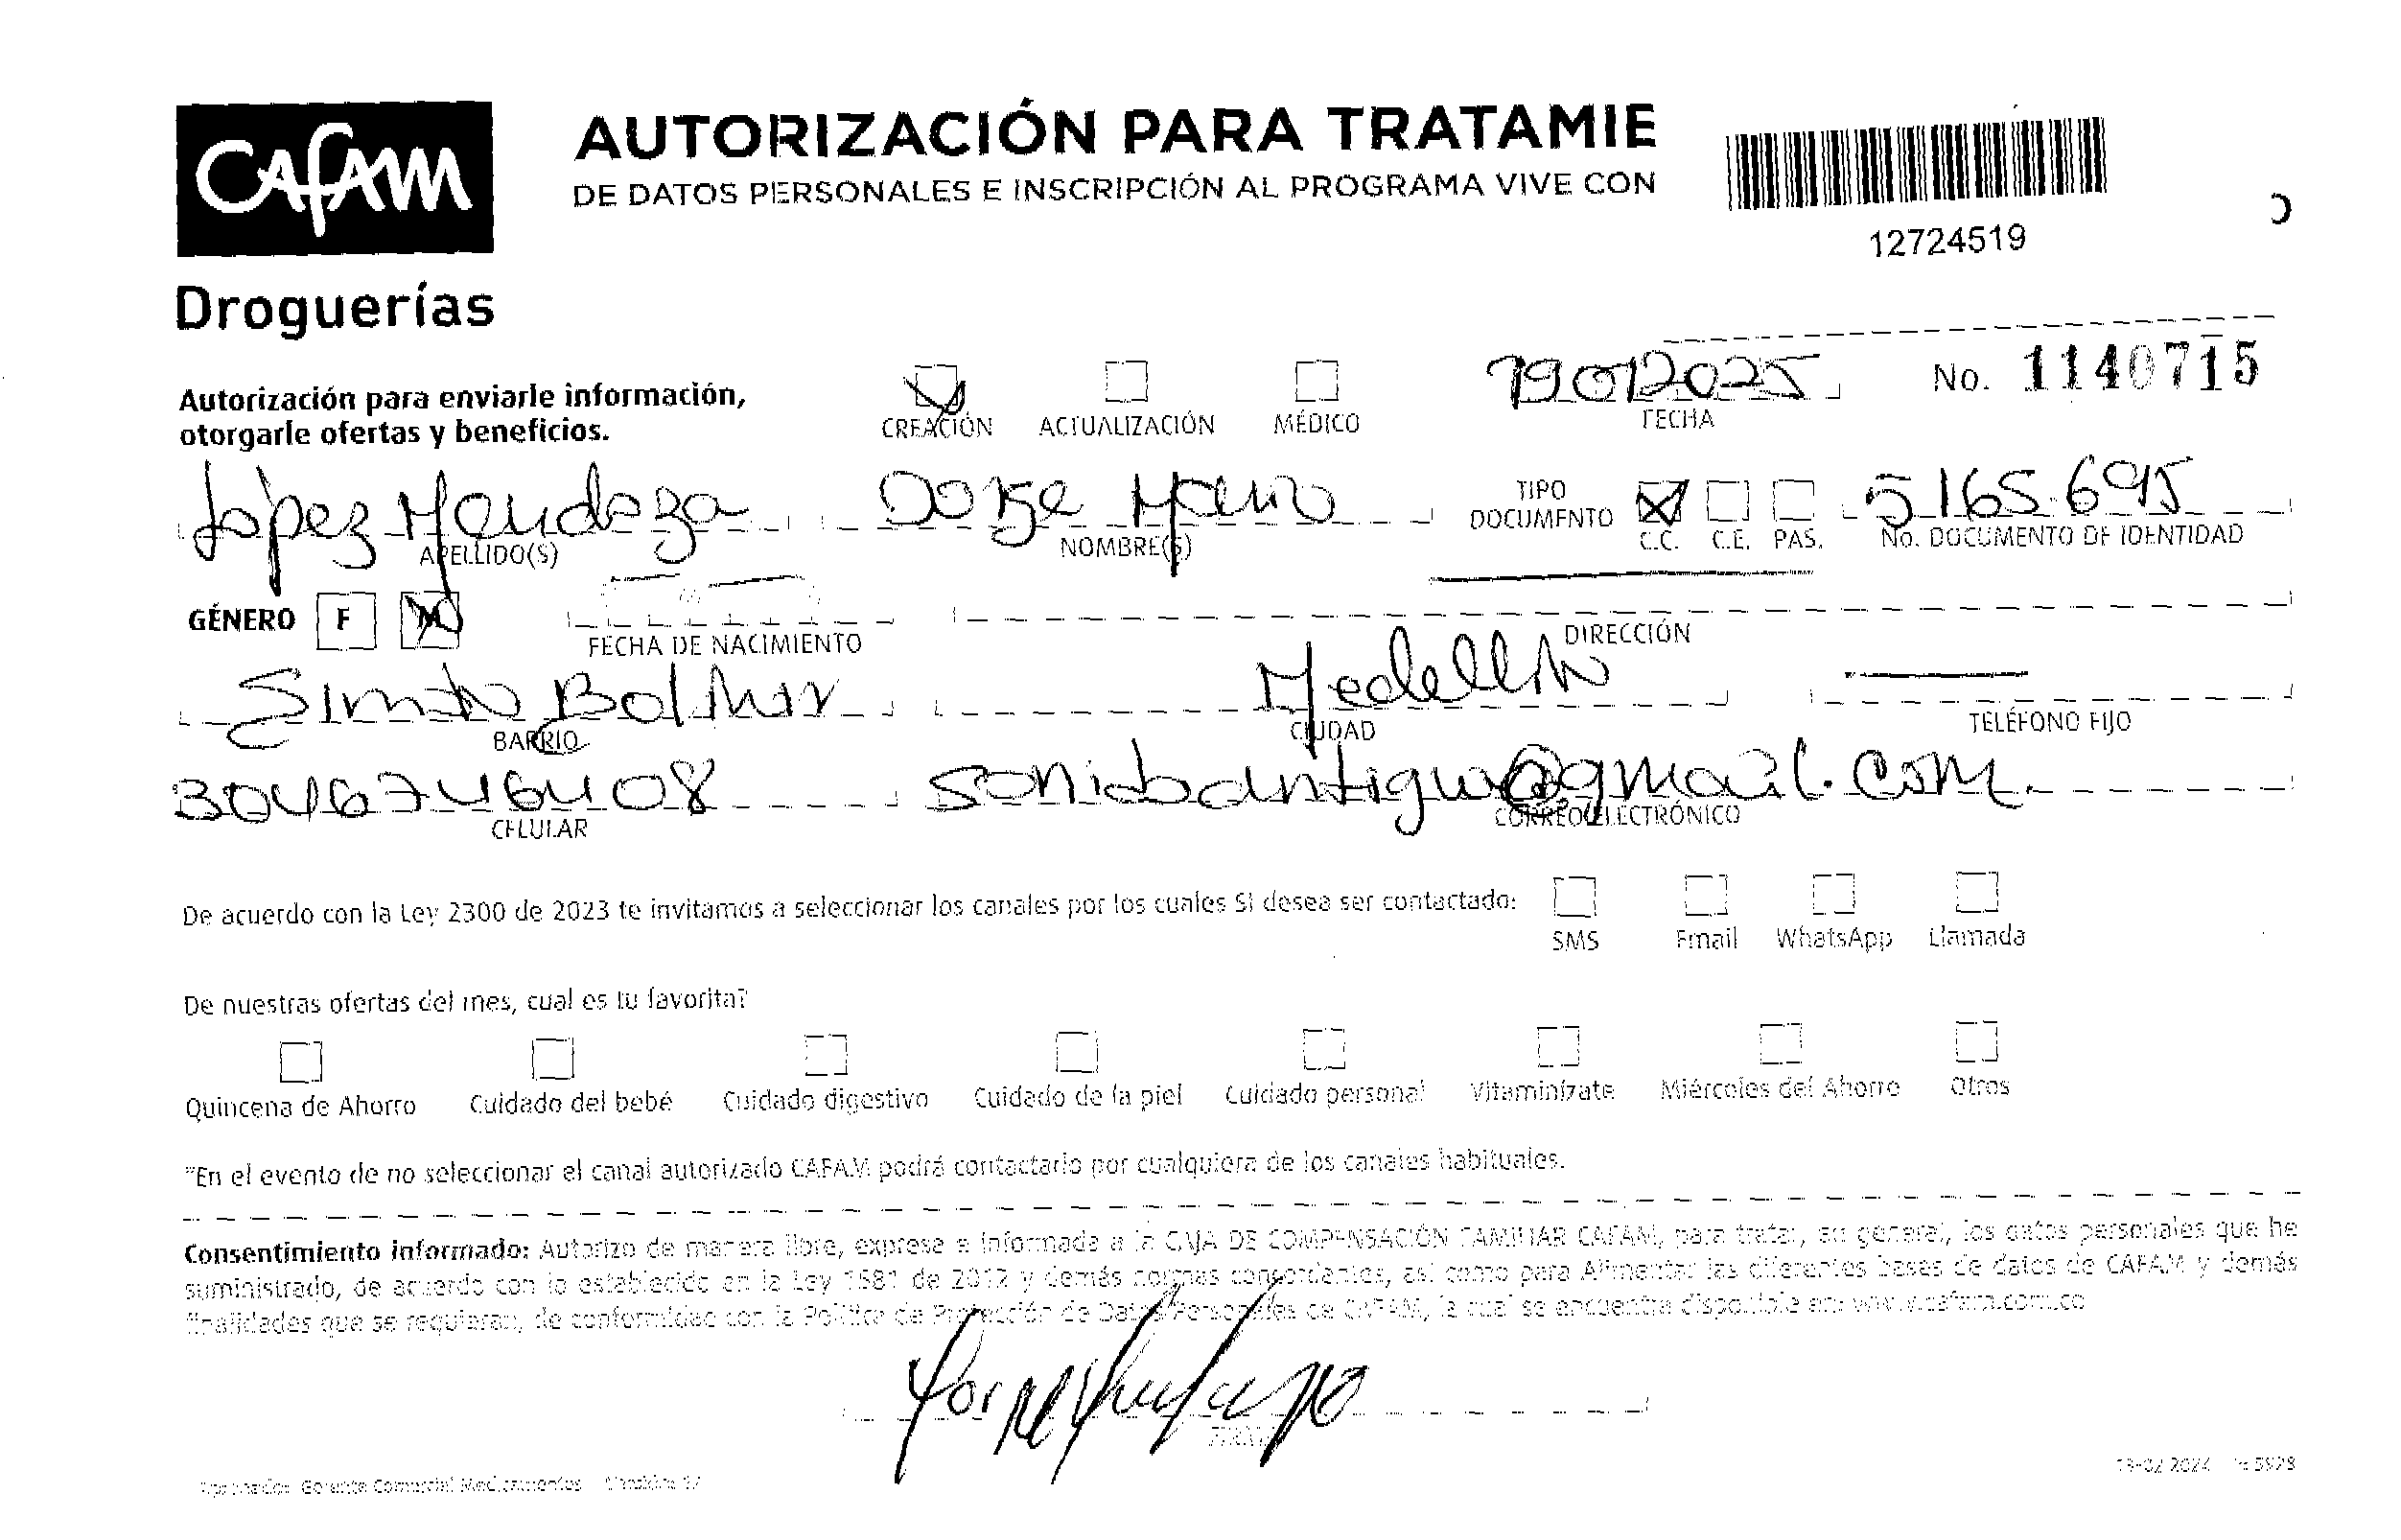 CAFAM
Droguerías
AUTORIZACIÓN PARA TRATAMIE
DE DATOS PERSONALES E INSCRIPCIÓN AL PROGRAMA VIVE CON
12724519
Autorización para enviarle información,
otorgarle ofertas y beneficios.
CREACIÓN ACTUALIZACIÓN MÉDICO
19012025
FECHA
No. 1140715
López Mendoza Jorge Mario
APELLIDO(S) NOMBRE(S)
TIPO
DOCUMENTO
C.C. C.E. PAS.
5165.695
No. DOCUMENTO DE IDENTIDAD
GÉNERO F M
FECHA DE NACIMIENTO DIRECCIÓN
Simón Bolívar Medellín
BARRIO CIUDAD TELÉFONO FIJO
3046746408 @gmail.com
CELULAR CORREO ELECTRÓNICO
De acuerdo con la Ley 2300 de 2023 te invitamos a seleccionar los canales por los cuales SI desea ser contactado:
SMS Email WhatsApp Llamada
De nuestras ofertas del mes, cual es tu favorita?
Quincena de Ahorro Cuidado del bebé Cuidado digestivo Cuidado de la piel Cuidado personal Vitaminízate Miércoles del Ahorro Otros
"En el evento de no seleccionar el canal autorizado CAFAM podrá contactarlo por cualquiera de los canales habituales.
Consentimiento informado: Autorizo de manera libre, expresa e informada a la CAJA DE COMPENSACIÓN FAMILIAR CAFAM, para tratar, en general, los datos personales que he
suministrado, de acuerdo con lo establecido en la Ley 1581 de 2012 y demás normas concordantes, así como para Alimentar las diferentes bases de datos de CAFAM y demás
finalidades que se requieran, de conformidad con la Política de Protección de Datos Personales de CAFAM, la cual se encuentra disponible en: www.cafam.com.co
FIRMA
Gerente Comercial Medicamentos